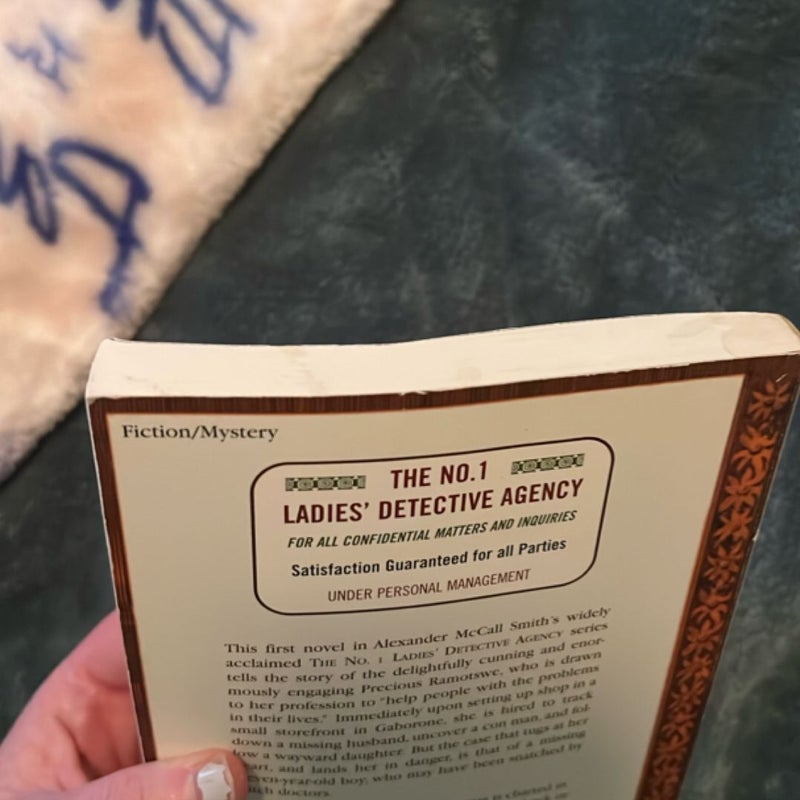 Fiction/Mystery
THE NO.1
LADIES' DETECTIVE AGENCY
FOR ALL CONFIDENTIAL MATTERS AND INQUIRIES
Satisfaction Guaranteed for all Parties
UNDER PERSONAL MANAGEMENT
This first novel in Alexander McCall Smith's widely
acclaimed THE NO. 1 LADIES' DETECTIVE AGENCY series
tells the story of the delightfully cunning and enor-
mously engaging Precious Ramotswe, who is drawn
to her profession to "help people with the problems
in their lives." Immediately upon setting up shop in a
small storefront in Gaborone, she is hired to track
down a missing husband, uncover a con man, and fol-
low a wayward daughter. But the case that tugs at her
heart, and lands her in danger, is that of a missing
eleven-year-old boy, who may have been snatched by
doctors.
is charted in